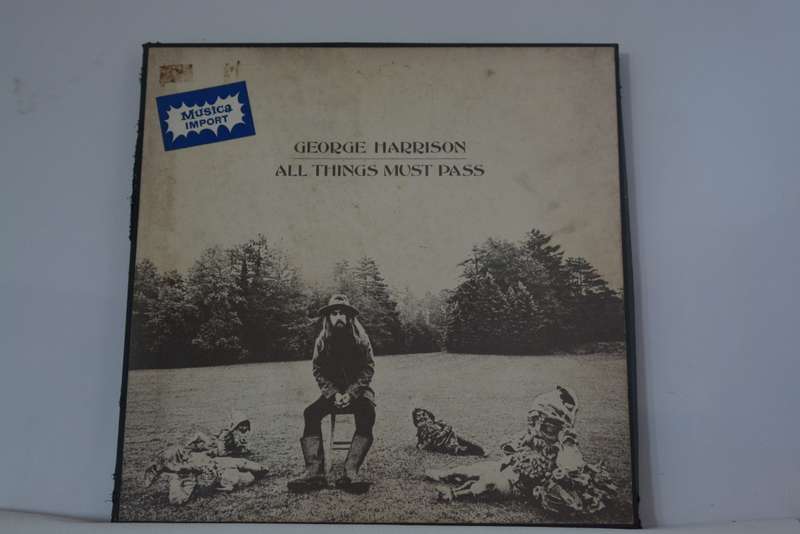 Musica
IMPORT
GEORGE HARRISON
ALL THINGS MUST PASS